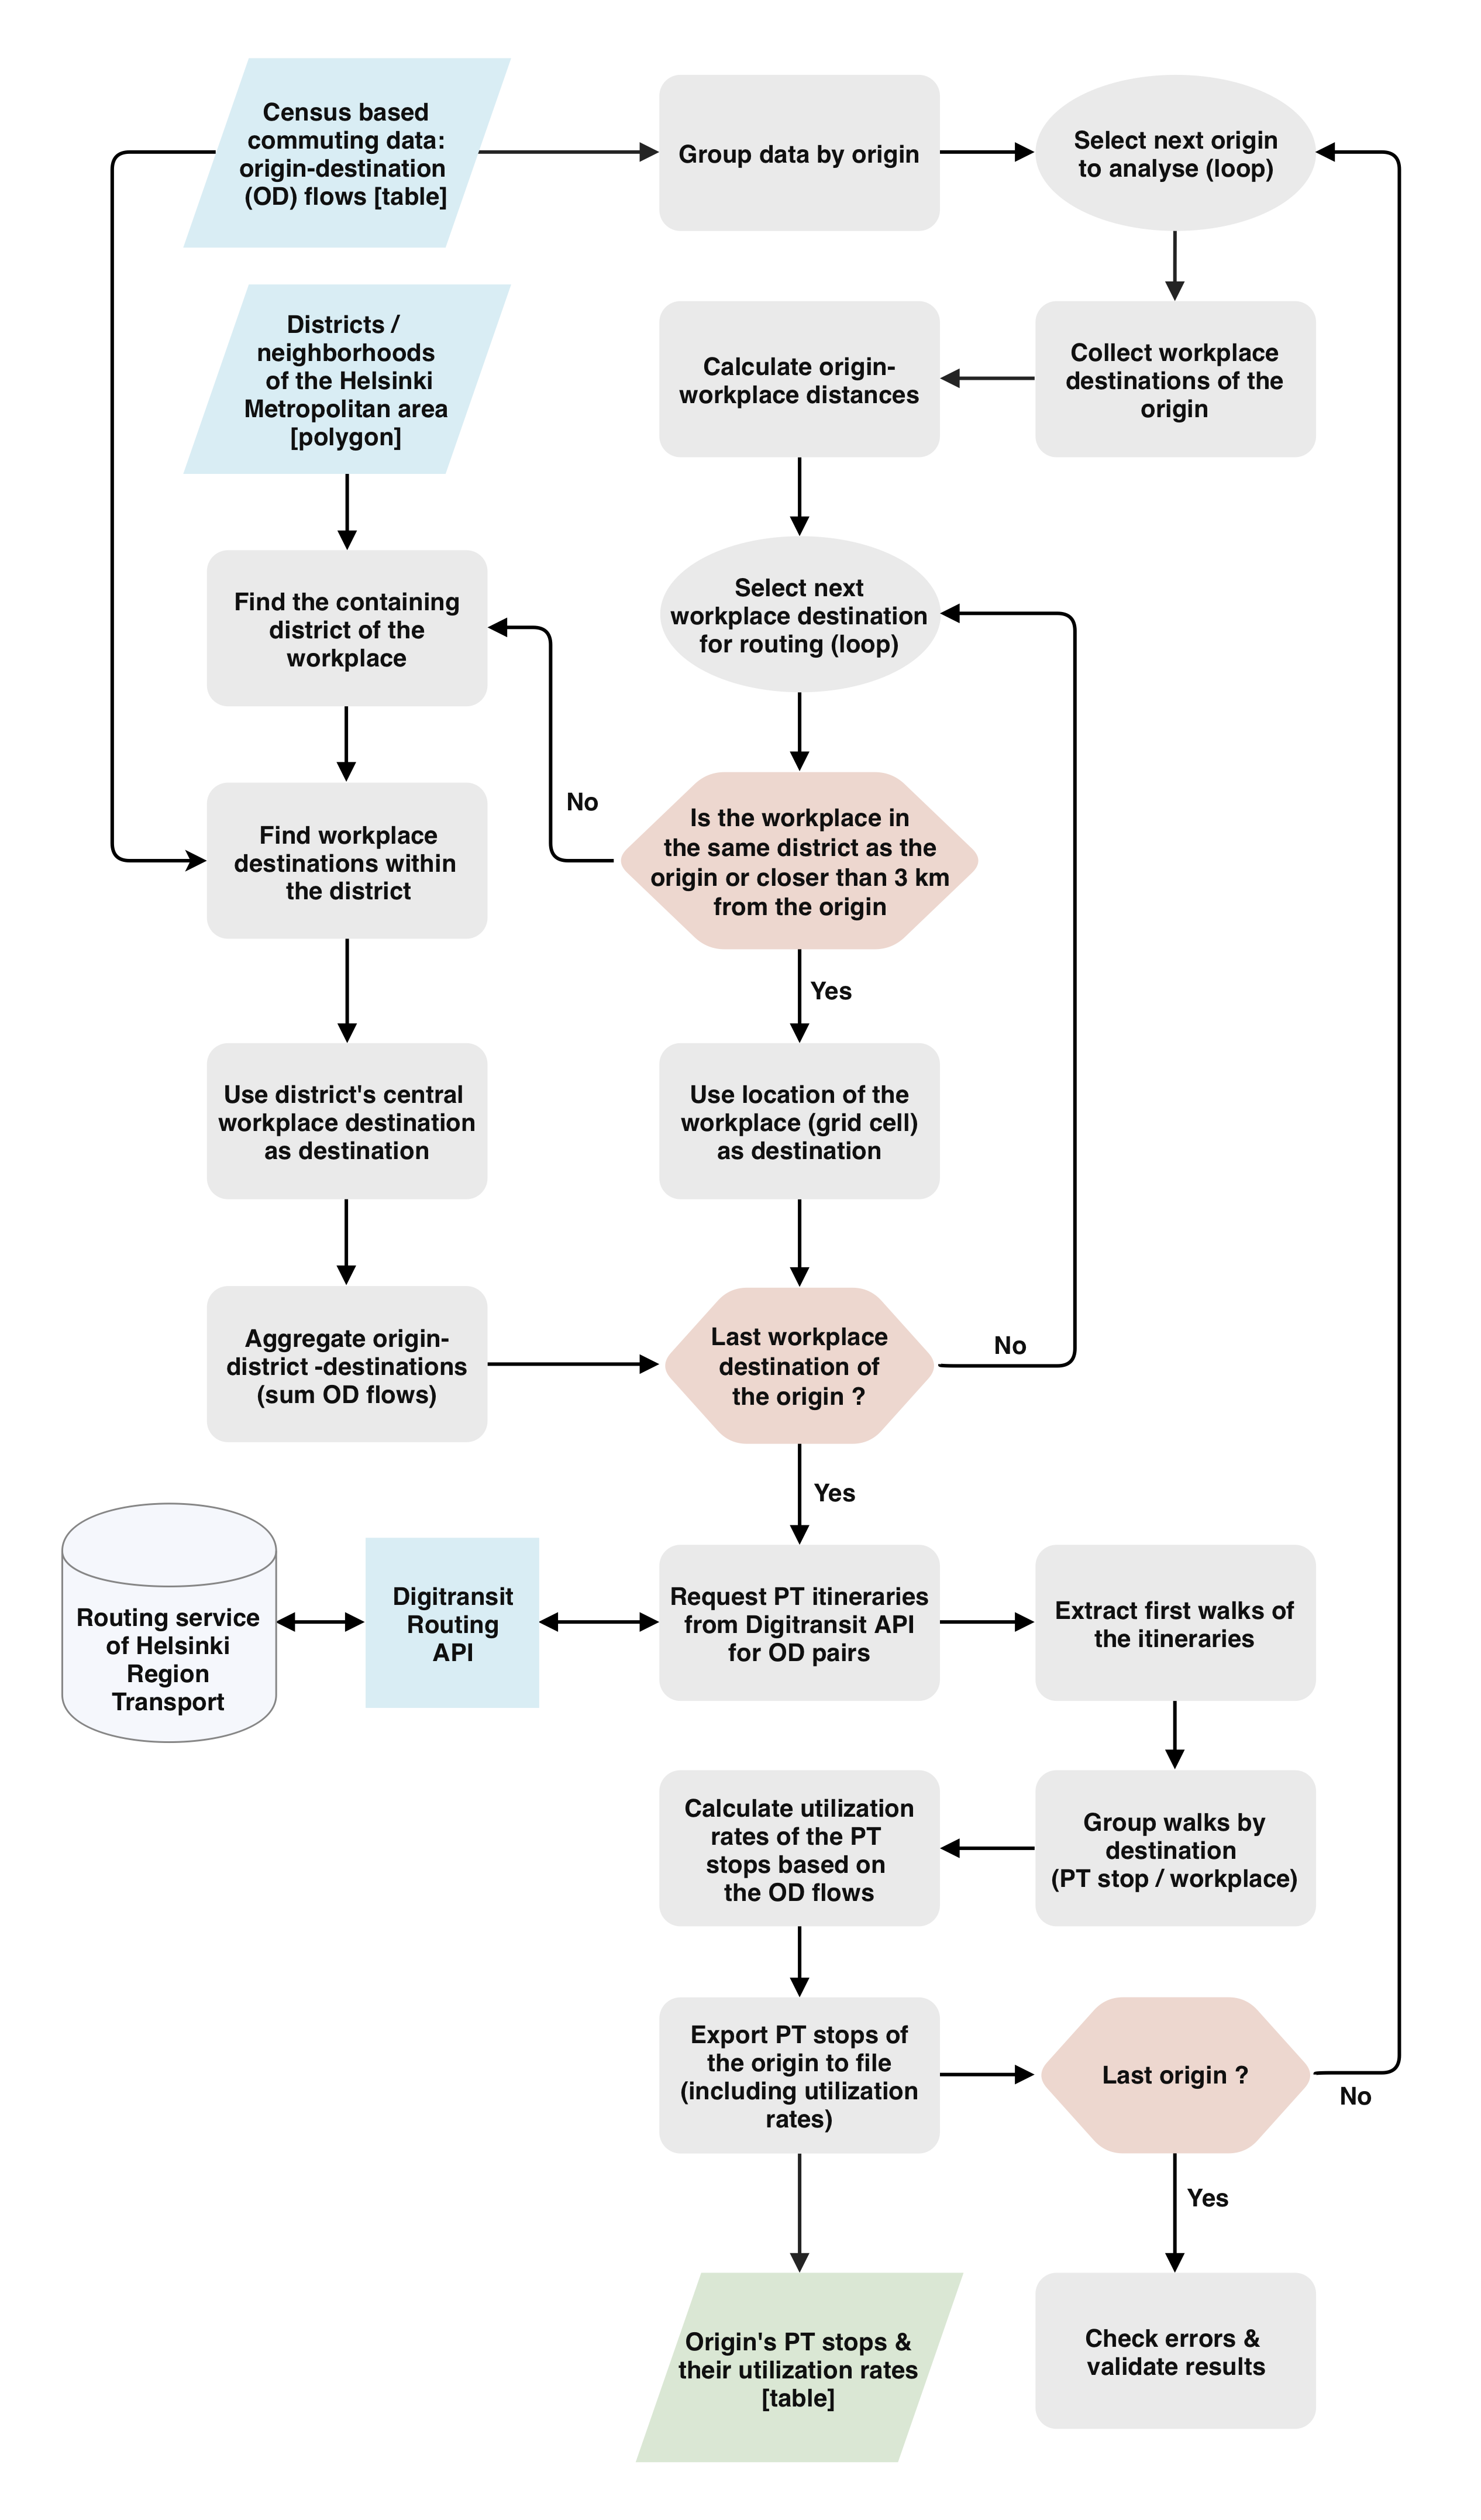 Census based
commuting data:
origin-destination
(OD) flows [table]
Group data by origin
Select next origin
to analyse (loop)
Districts /
neighborhoods
of the Helsinki
Metropolitan area
[polygon]
Calculate origin-
workplace distances
Collect workplace
destinations of the
origin
Find the containing
district of the
workplace
Select next
workplace destination
for routing (loop)
No
Find workplace
destinations within
the district
Is the workplace in
the same district as the
origin or closer than 3 km
from the origin
Yes
Use district's central
workplace destination
as destination
Use location of the
workplace (grid cell)
as destination
Aggregate origin-
district -destinations
(sum OD flows)
Last workplace
destination of
the origin ?
No
Yes
Routing service
of Helsinki
Region
Transport
Digitransit
Routing
API
Request PT itineraries
from Digitransit API
for OD pairs
Extract first walks of
the itineraries
Calculate utilization
rates of the PT
stops based on
the OD flows
Group walks by
destination
(PT stop / workplace)
Export PT stops of
the origin to file
(including utilization
rates)
Last origin ?
No
Yes
Origin's PT stops &
their utilization rates
[table]
Check errors &
validate results